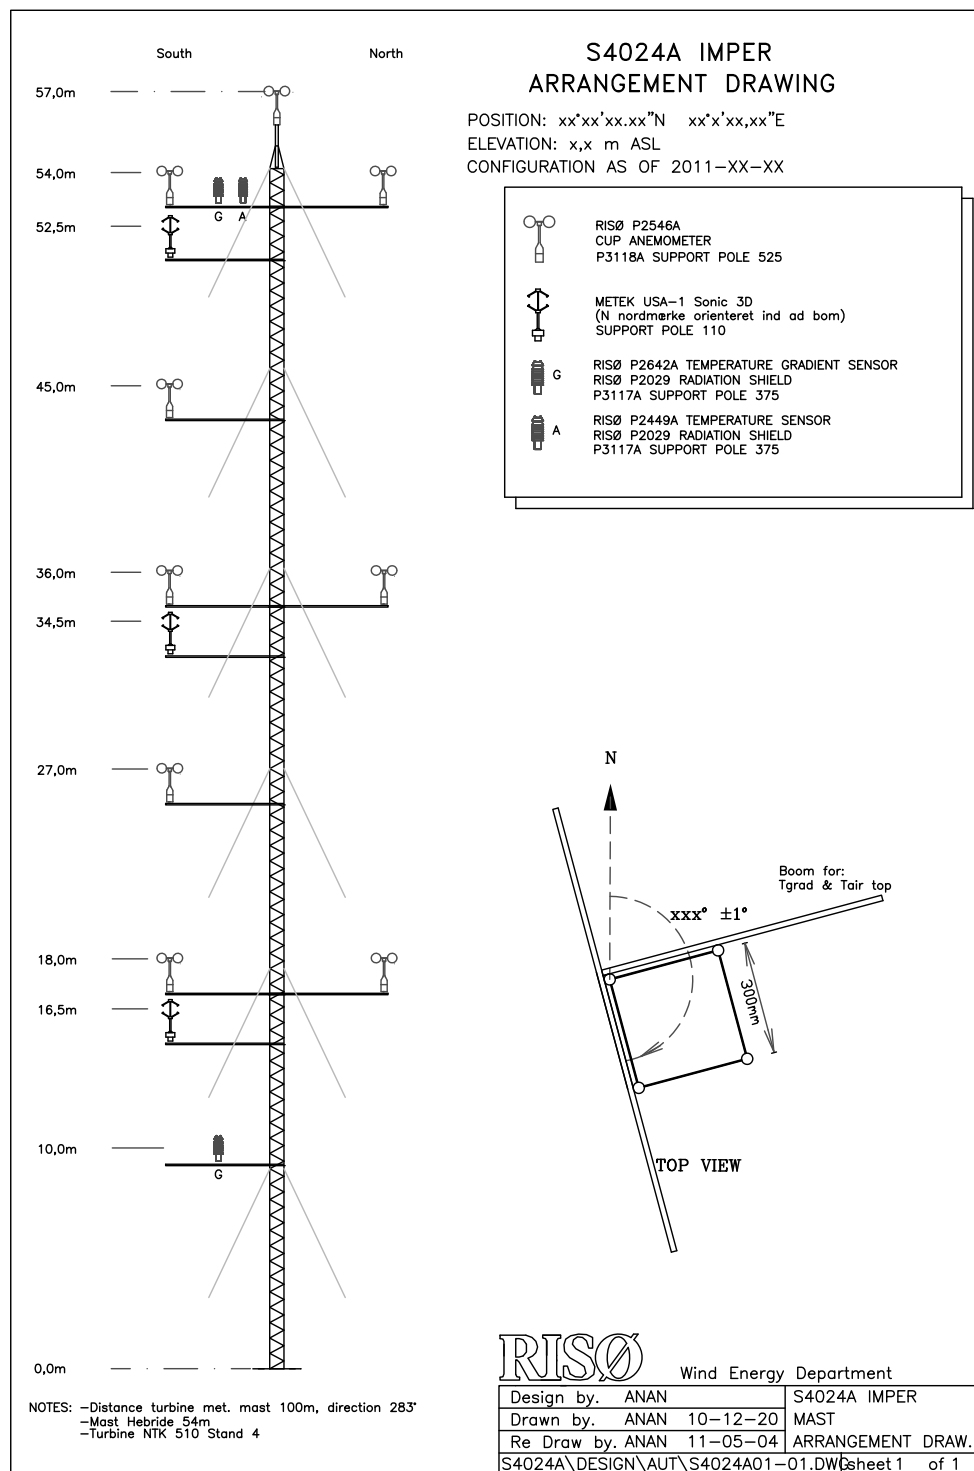 South
North
S4024A IMPER
ARRANGEMENT DRAWING
57,0m
POSITION: xx°xx'xx.xx"N xx°x'xx,xx"E
ELEVATION: x,x m ASL
CONFIGURATION AS OF 2011-XX-XX
54,0m
G A
52,5m
RISØ P2546A
CUP ANEMOMETER
P3118A SUPPORT POLE 525
METEK USA-1 Sonic 3D
(N nordmærke orienteret ind ad bom)
SUPPORT POLE 110
G
RISØ P2642A TEMPERATURE GRADIENT SENSOR
RISØ P2029 RADIATION SHIELD
P3117A SUPPORT POLE 375
A
RISØ P2449A TEMPERATURE SENSOR
RISØ P2029 RADIATION SHIELD
P3117A SUPPORT POLE 375
45,0m
36,0m
34,5m
27,0m
18,0m
16,5m
10,0m
G
0,0m
N
Boom for:
Tgrad & Tair top
xxx° ±1°
300mm
TOP VIEW
NOTES: -Distance turbine met. mast 100m, direction 283°
-Mast Hebride 54m
-Turbine NTK 510 Stand 4
RISØ Wind Energy Department
Design by. ANAN S4024A IMPER
Drawn by. ANAN 10-12-20 MAST
Re Draw by. ANAN 11-05-04 ARRANGEMENT DRAW.
S4024A\DESIGN\AUT\S4024A01-01.DWG sheet 1 of 1